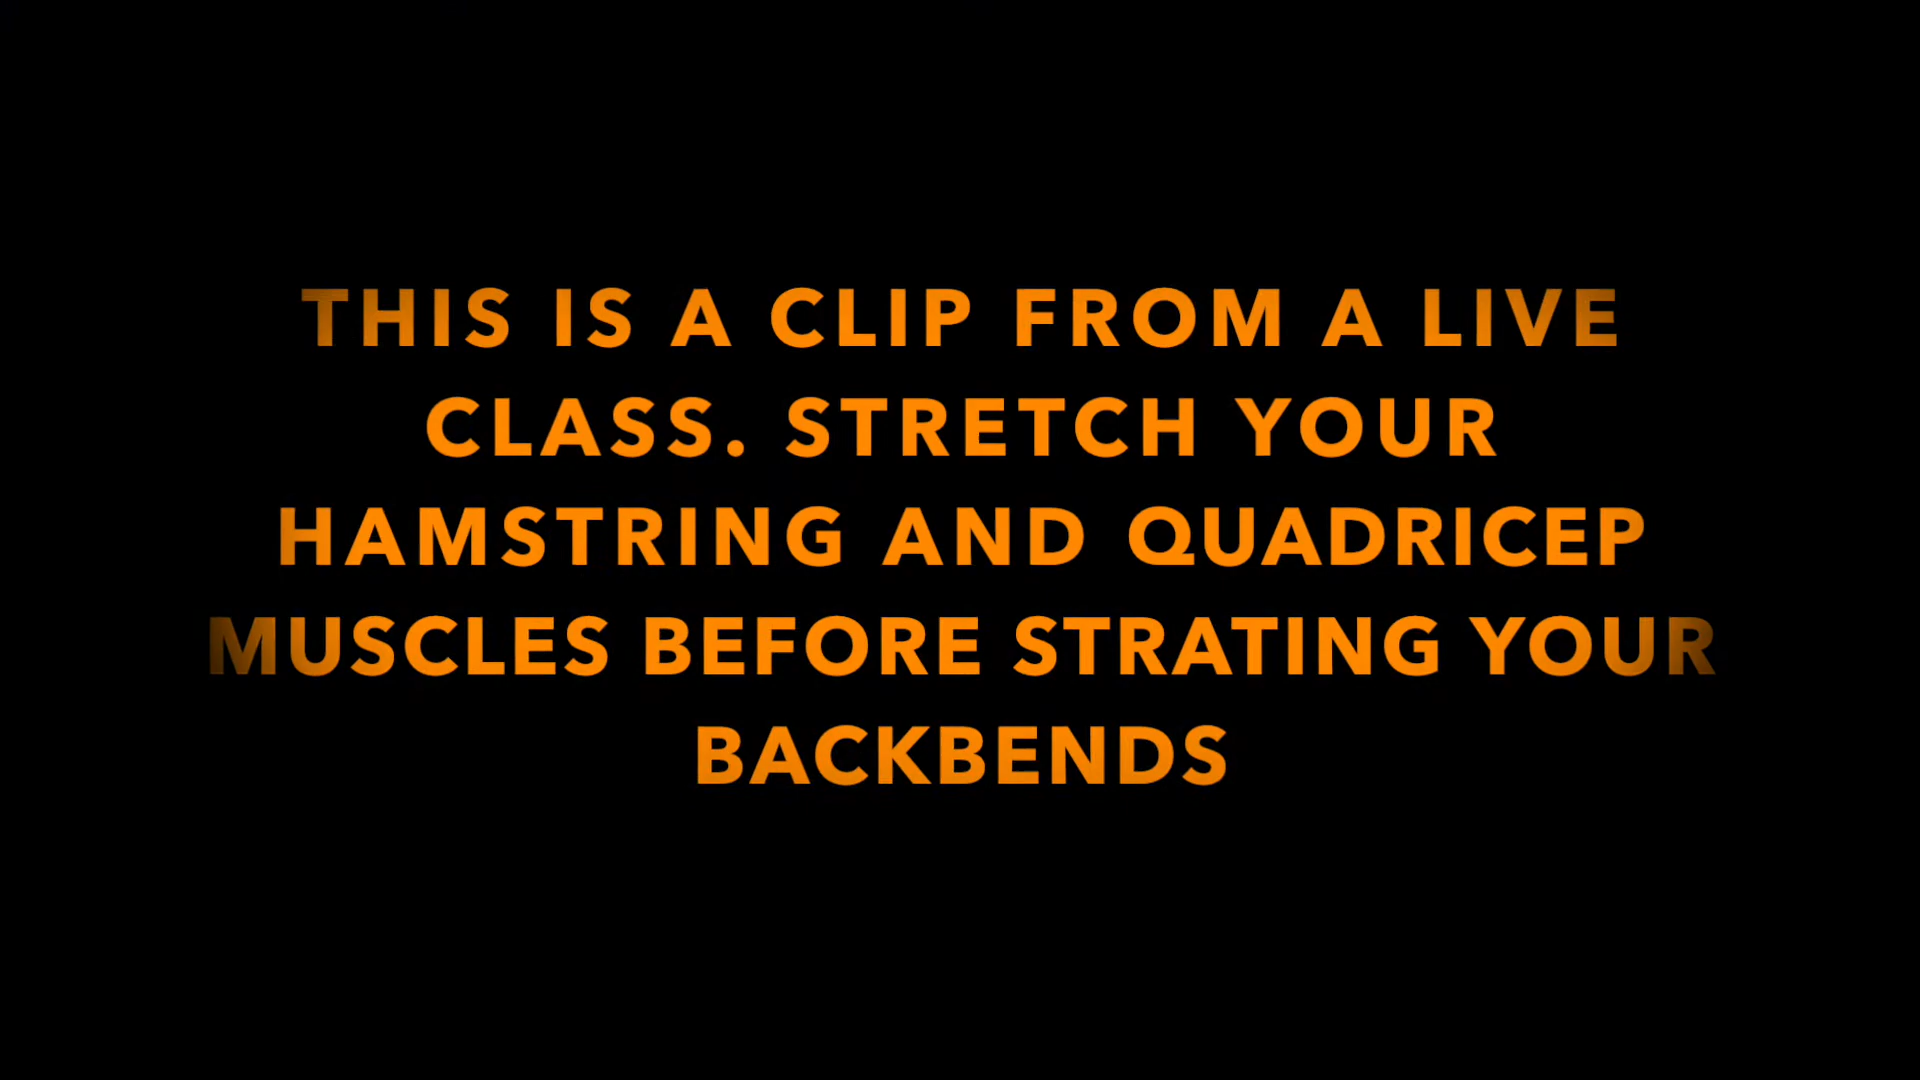 THIS IS A CLIP FROM A LIVE
CLASS. STRETCH YOUR
HAMSTRING AND QUADRICEP
MUSCLES BEFORE STRATING YOUR
BACKBENDS